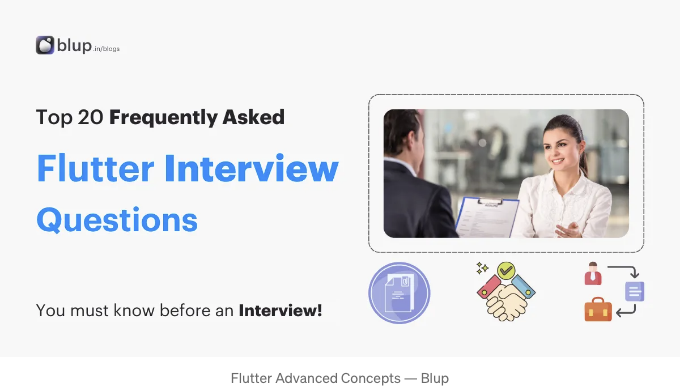 blup.in/blogs
Top 20 Frequently Asked
Flutter Interview
Questions
You must know before an Interview!
Flutter Advanced Concepts — Blup